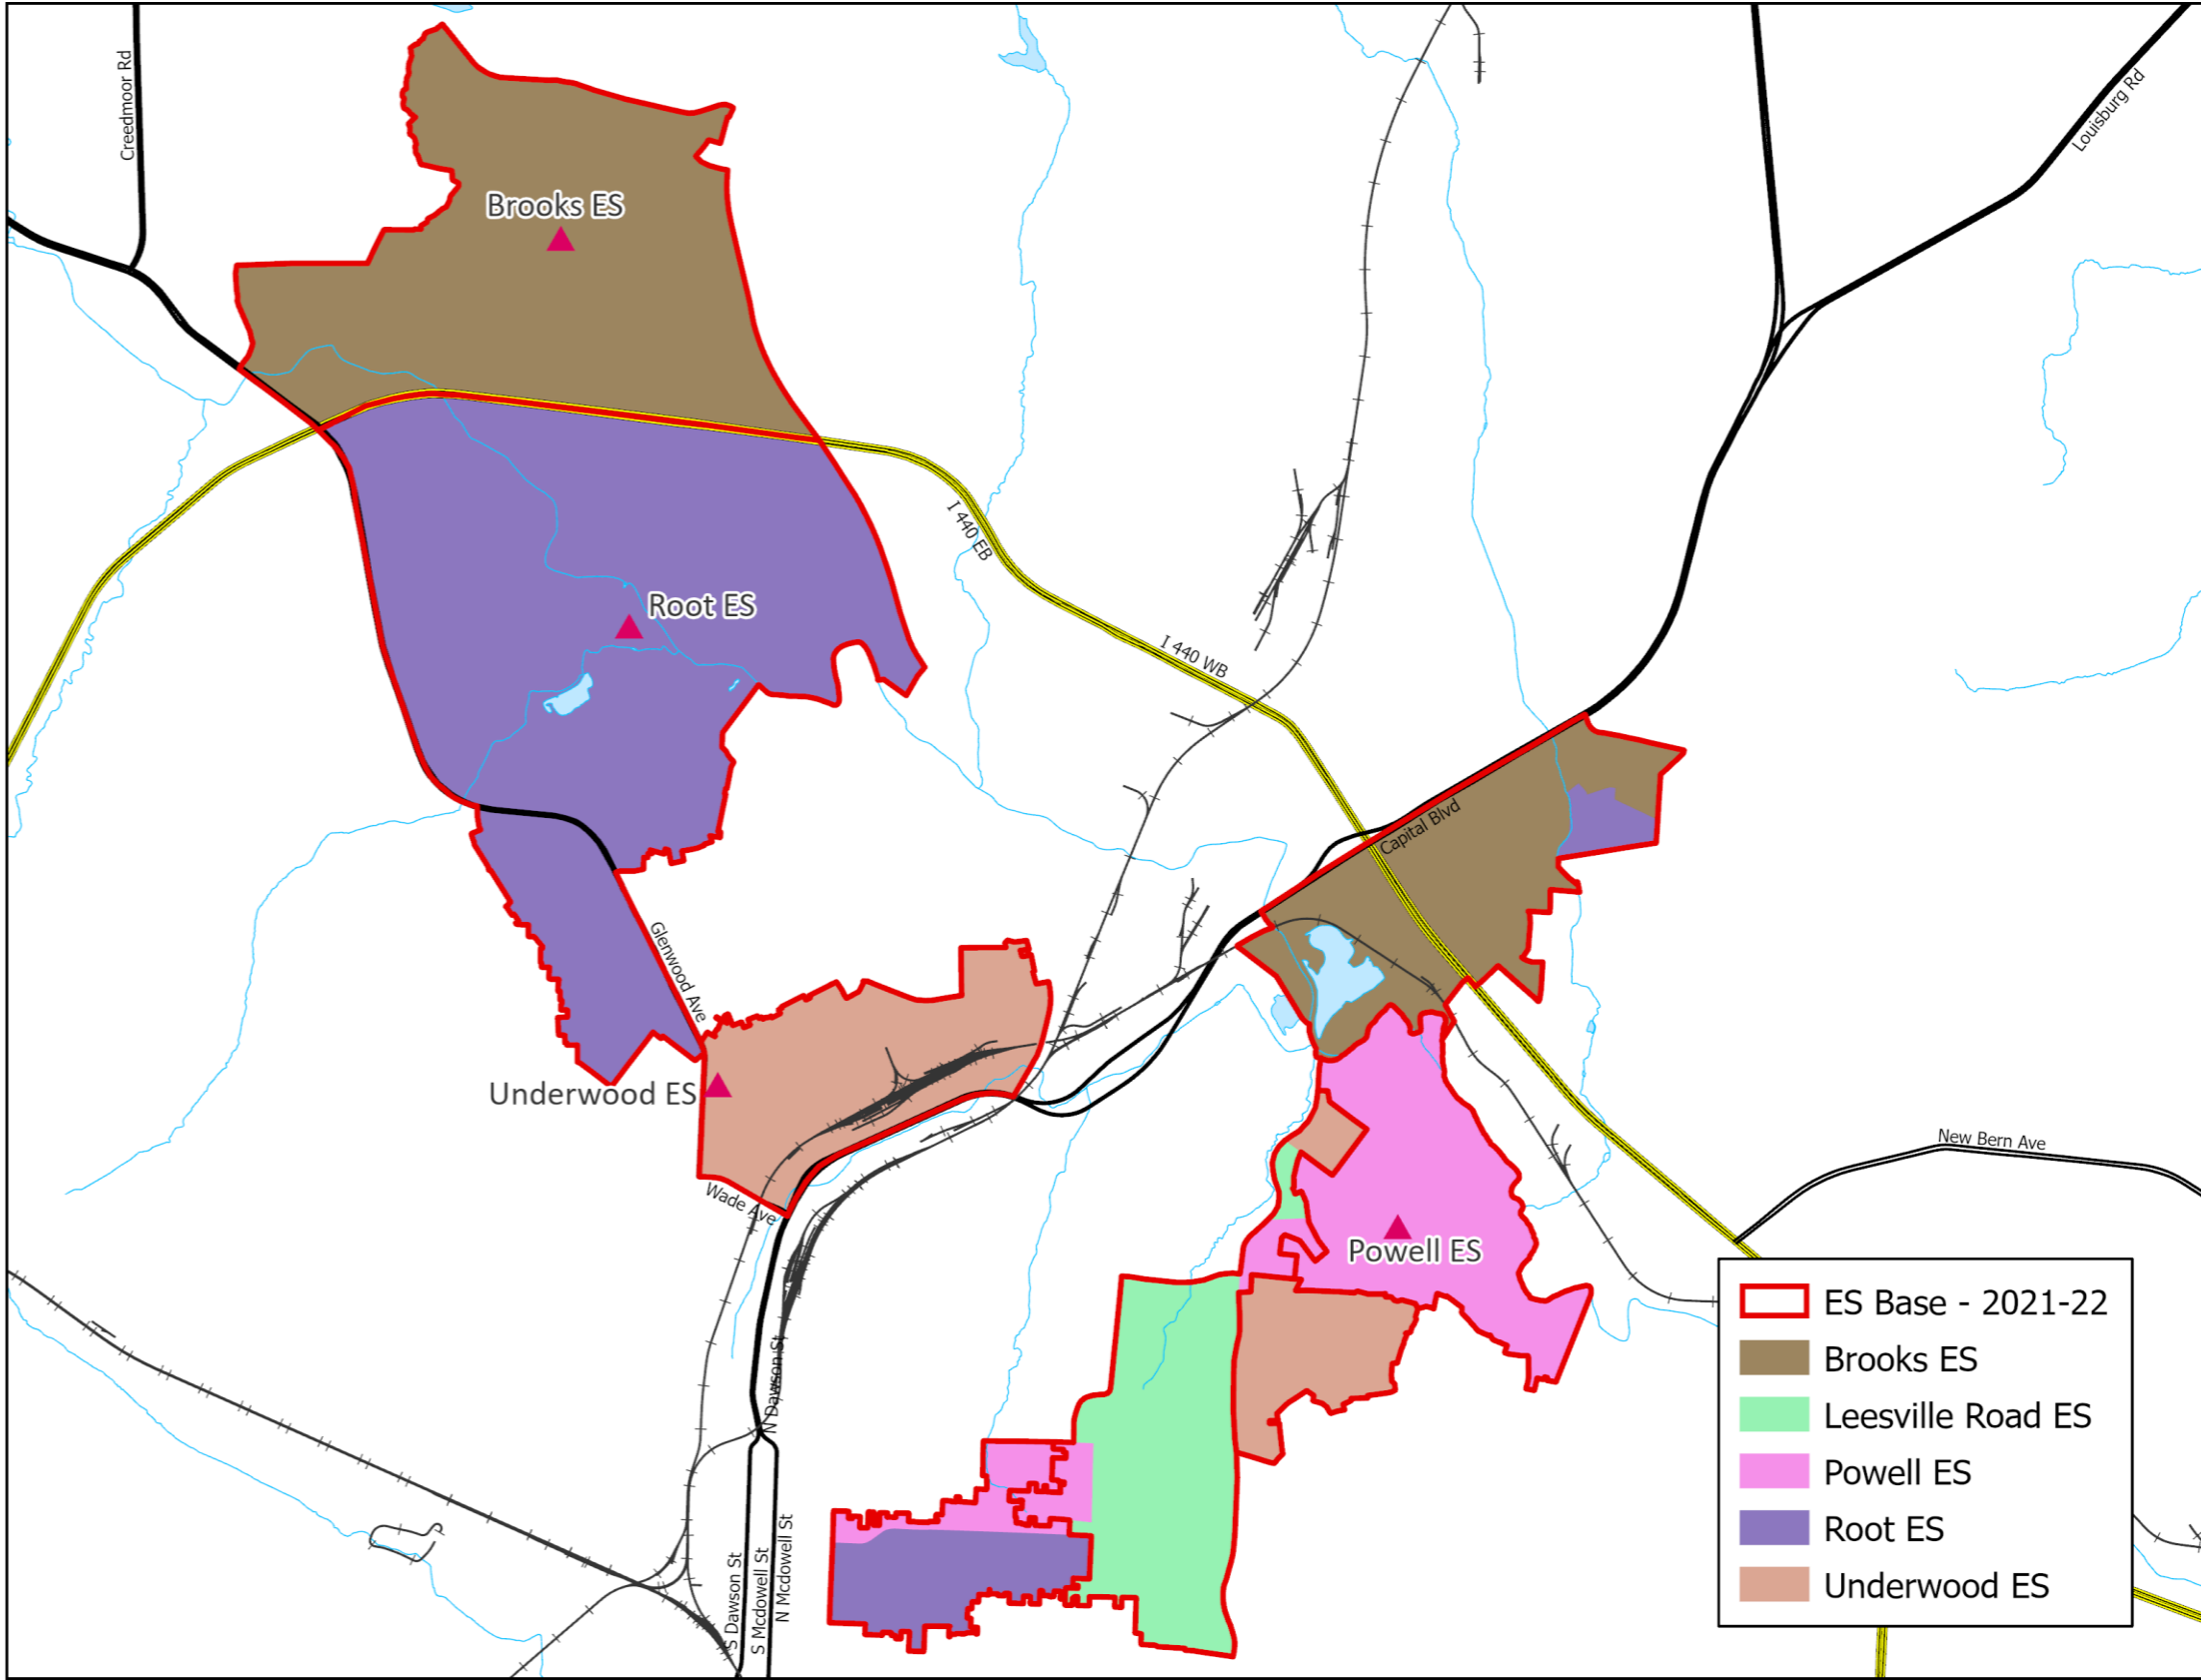 Creedmoor Rd
Louisburg Rd
Brooks ES
I 440 EB
Root ES
I 440 WB
Capital Blvd
Glenwood Ave
Underwood ES
New Bern Ave
Wade Ave
Powell ES
N Dawson St
N Mcdowell St
S Dawson St
S Mcdowell St
ES Base - 2021-22
Brooks ES
Leesville Road ES
Powell ES
Root ES
Underwood ES